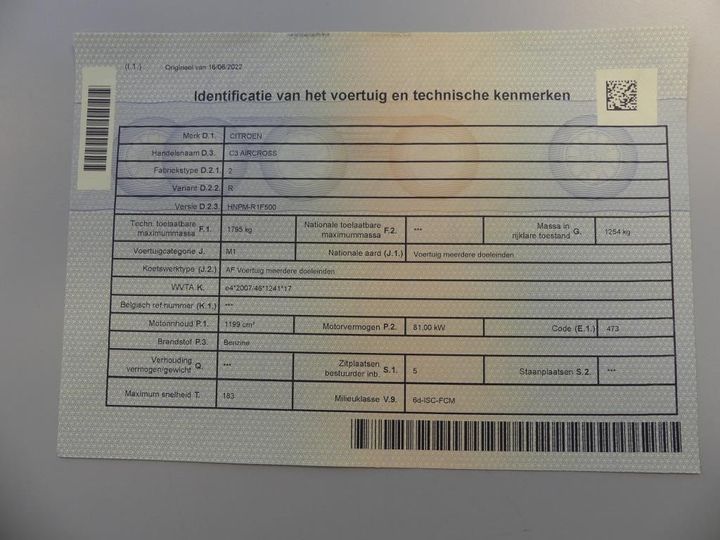 (I.1.) Origineel van 16/06/2022
Identificatie van het voertuig en technische kenmerken
Merk D.1. CITROEN
Handelsnaam D.3. C3 AIRCROSS
Fabriekstype D.2.1. 2
Variant D.2.2. R
Versie D.2.3. HNPM-R1F500
Techn. toelaatbare maximummassa F.1. 1795 kg Nationale toelaatbare maximummassa F.2. *** Massa in rijklare toestand G. 1254 kg
Voertuigcategorie J. M1 Nationale aard (J.1.) Voertuig meerdere doeleinden
Koetswerktype (J.2.) AF Voertuig meerdere doeleinden
WVTA K. e4*2007/46*1241*17
Belgisch ref.nummer (K.1.) ***
Motorinhoud P.1. 1199 cm³ Motorvermogen P.2. 81,00 kW Code (E.1.) 473
Brandstof P.3. Benzine
Verhouding vermogen/gewicht Q. *** Zitplaatsen bestuurder inb. S.1. 5 Staanplaatsen S.2. ***
Maximum snelheid T. 183 Milieuklasse V.9. 6d-ISC-FCM